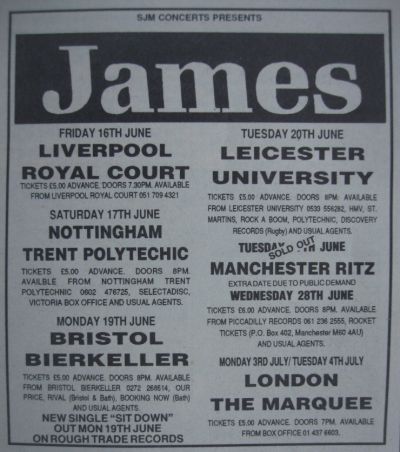 SJM CONCERTS PRESENTS
James
FRIDAY 16TH JUNE
LIVERPOOL
ROYAL COURT
TICKETS £5.00 ADVANCE. DOORS 7.30PM. AVAILABLE
FROM LIVERPOOL ROYAL COURT 051 709 4321
SATURDAY 17TH JUNE
NOTTINGHAM
TRENT POLYTECHIC
TICKETS £5.00 ADVANCE. DOORS 8PM.
AVAILBLE FROM NOTTINGHAM TRENT
POLYTECHNIC 0602 476725, SELECTADISC,
VICTORIA BOX OFFICE AND USUAL AGENTS.
MONDAY 19TH JUNE
BRISTOL
BIERKELLER
TICKETS £5.00 ADVANCE. DOORS 8PM. AVAILABLE
FROM BRISTOL BIERKELLER 0272 268514, OUR
PRICE, RIVAL (Bristol & Bath), BOOKING NOW (Bath)
AND USUAL AGENTS.
NEW SINGLE "SIT DOWN"
OUT MON 19TH JUNE
ON ROUGH TRADE RECORDS
TUESDAY 20TH JUNE
LEICESTER
UNIVERSITY
TICKETS £5.00 ADVANCE. DOORS 8PM. AVAILABLE
FROM LEICESTER UNIVERSITY 0533 556282, HMV, ST.
MARTINS, ROCK A BOOM, POLYTECHNIC, DISCOVERY
RECORDS (Rugby) AND USUAL AGENTS.
TUESDAY TH JUNE
SOLD OUT
MANCHESTER RITZ
EXTRA DATE DUE TO PUBLIC DEMAND
WEDNESDAY 28TH JUNE
TICKETS £6.00 ADVANCE. DOORS 8PM. AVAILABLE
FROM PICCADILLY RECORDS 061 236 2555, ROCKET
TICKETS (P.O. Box 402, Manchester M60 4AU)
AND USUAL AGENTS.
MONDAY 3RD JULY/TUESDAY 4TH JULY
LONDON
THE MARQUEE
TICKETS £5.00 ADVANCE. DOORS 7PM. AVAILABLE
FROM BOX OFFICE 01 437 6603.